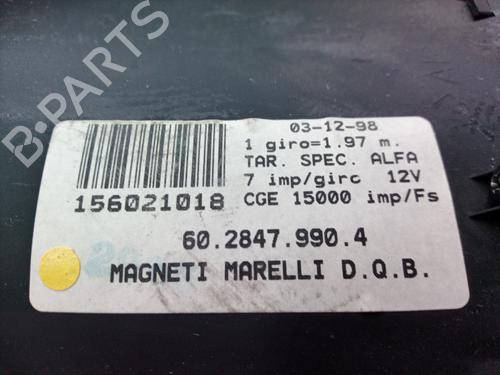 B-PARTS
03-12-98
1 giro=1.97 m.
TAR. SPEC. ALFA
7 imp/giro 12V
CGE 15000 imp/Fs
156021018
60.2847.990.4
MAGNETI MARELLI D.Q.B.